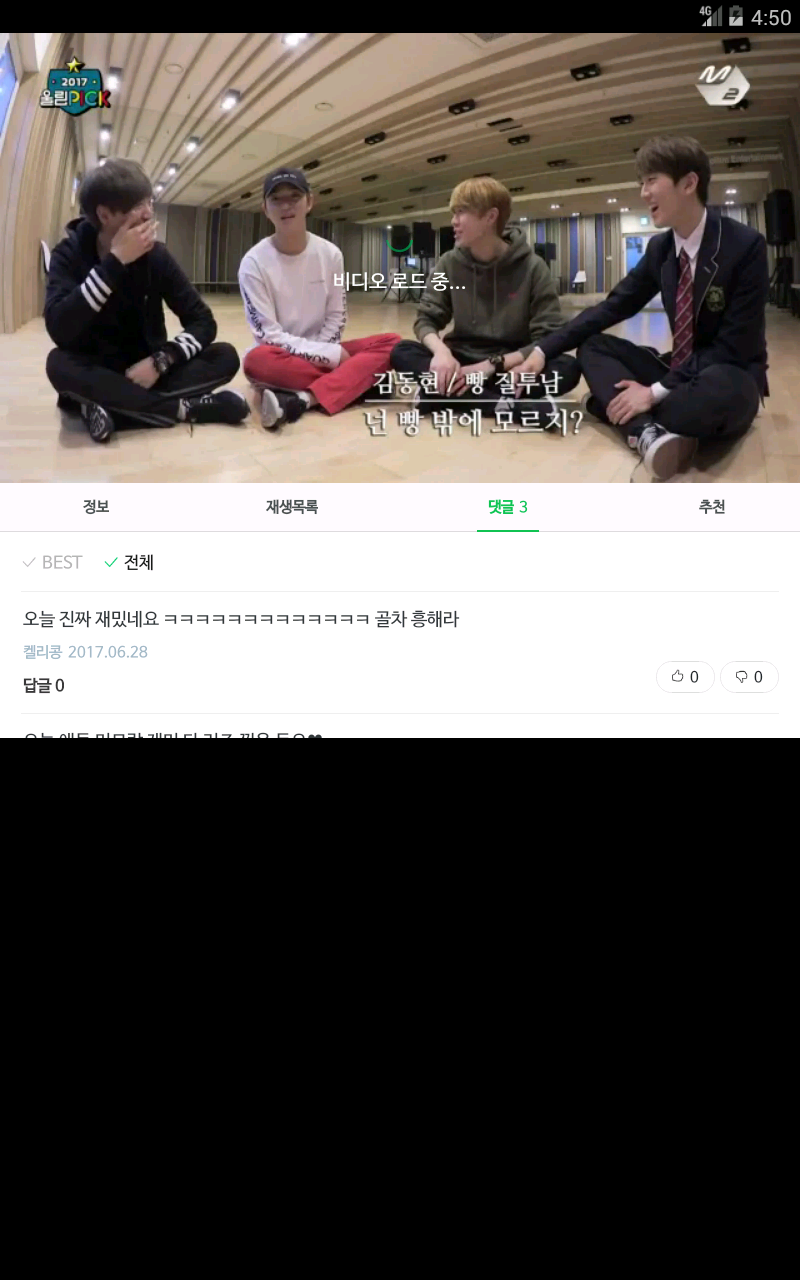 4G 4:50
2017
올린PICK
M2
비디오 로드 중...
김동현 / 빵 질투남
넌 빵 밖에 모르지?
정보 재생목록 댓글 3 추천
BEST 전체
오늘 진짜 재밌네요 ㅋㅋㅋㅋㅋㅋㅋㅋㅋㅋㅋㅋㅋ 골차 흥해라
켈리콩 2017.06.28
답글 0
0 0